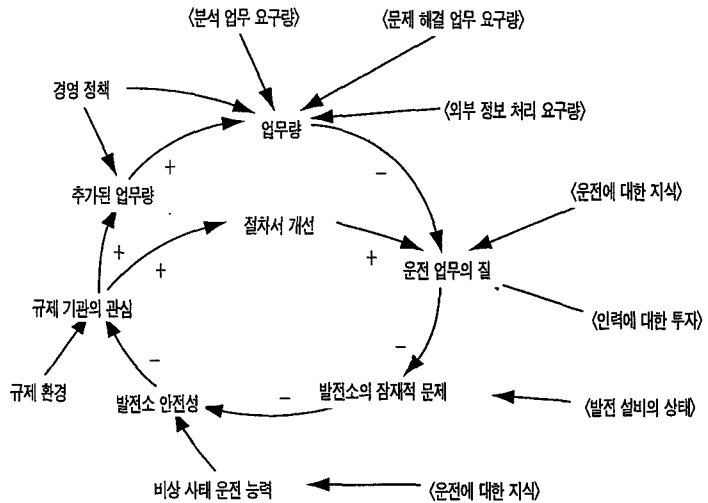 〈분석 업무 요구량〉
〈문제 해결 업무 요구량〉
경영 정책
〈외부 정보 처리 요구량〉
업무량
+
−
추가된 업무량
〈운전에 대한 지식〉
절차서 개선
+
+
+
운전 업무의 질
규제 기관의 관심
〈인력에 대한 투자〉
−
−
규제 환경
발전소 안전성
−
발전소의 잠재적 문제
〈발전 설비의 상태〉
비상 사태 운전 능력
〈운전에 대한 지식〉